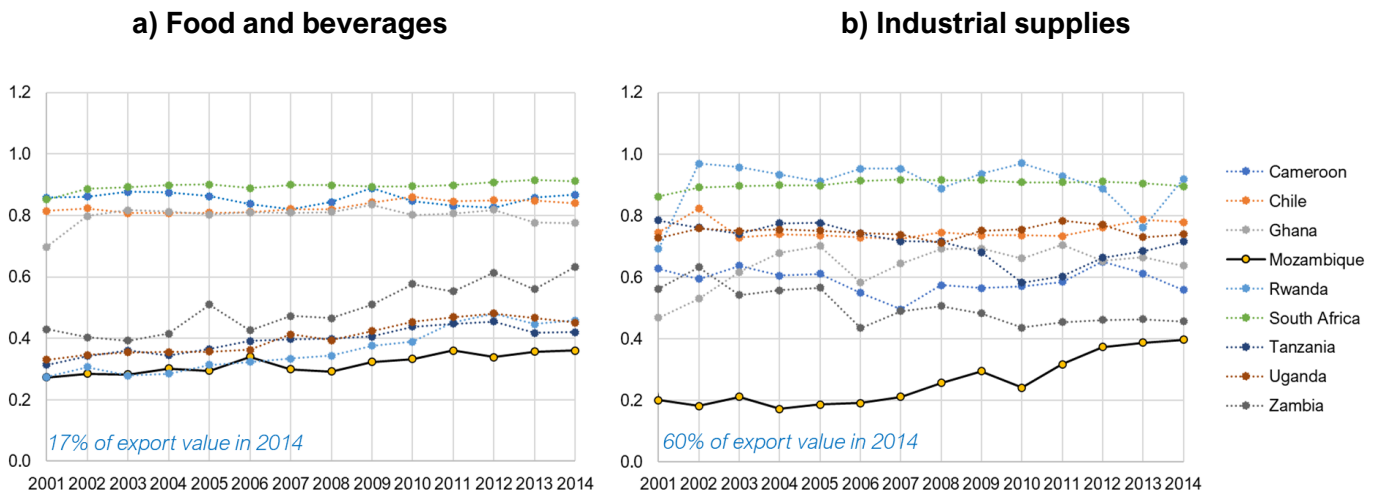 a) Food and beverages
b) Industrial supplies
1.2
1.0
0.8
0.6
0.4
0.2
0.0
17% of export value in 2014
2001 2002 2003 2004 2005 2006 2007 2008 2009 2010 2011 2012 2013 2014
1.2
1.0
0.8
0.6
0.4
0.2
0.0
60% of export value in 2014
2001 2002 2003 2004 2005 2006 2007 2008 2009 2010 2011 2012 2013 2014
Cameroon
Chile
Ghana
Mozambique
Rwanda
South Africa
Tanzania
Uganda
Zambia